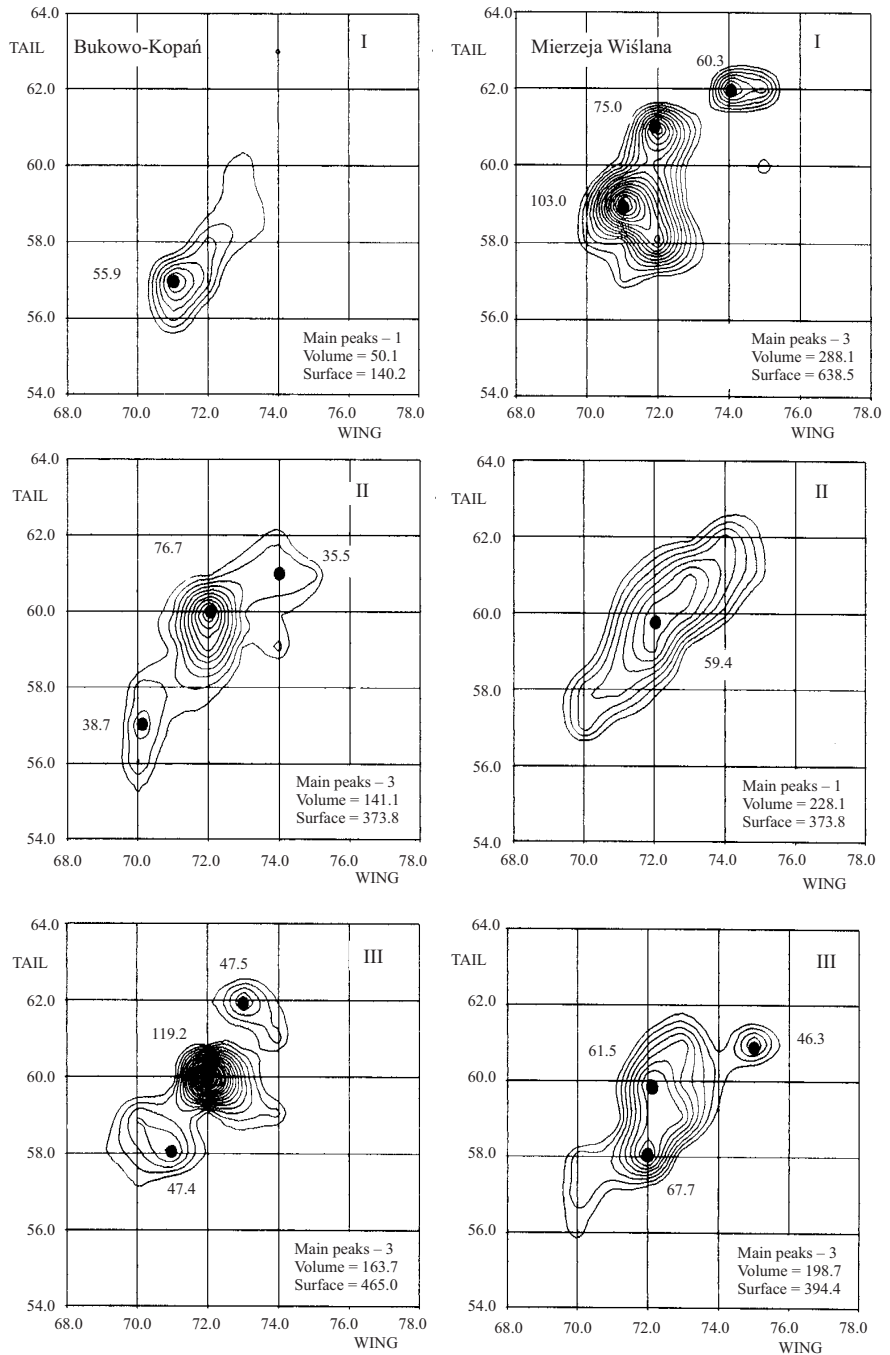 64.0
TAIL
Bukowo-Kopań
I
62.0
60.0
58.0
55.9
56.0
Main peaks – 1
Volume = 50.1
Surface = 140.2
54.0
68.0 70.0 72.0 74.0 76.0 78.0
WING
64.0
TAIL
Mierzeja Wiślana
I
60.3
62.0
75.0
60.0
103.0
58.0
56.0
Main peaks – 3
Volume = 288.1
Surface = 638.5
54.0
68.0 70.0 72.0 74.0 76.0 78.0
WING
64.0
TAIL
II
62.0
76.7
35.5
60.0
58.0
38.7
56.0
Main peaks – 3
Volume = 141.1
Surface = 373.8
54.0
68.0 70.0 72.0 74.0 76.0 78.0
WING
64.0
TAIL
II
62.0
60.0
59.4
58.0
56.0
Main peaks – 1
Volume = 228.1
Surface = 373.8
54.0
68.0 70.0 72.0 74.0 76.0 78.0
WING
64.0
TAIL
III
47.5
62.0
119.2
60.0
58.0
47.4
56.0
Main peaks – 3
Volume = 163.7
Surface = 465.0
54.0
68.0 70.0 72.0 74.0 76.0 78.0
WING
64.0
TAIL
III
62.0
61.5
46.3
60.0
58.0
67.7
56.0
Main peaks – 3
Volume = 198.7
Surface = 394.4
54.0
68.0 70.0 72.0 74.0 76.0 78.0
WING